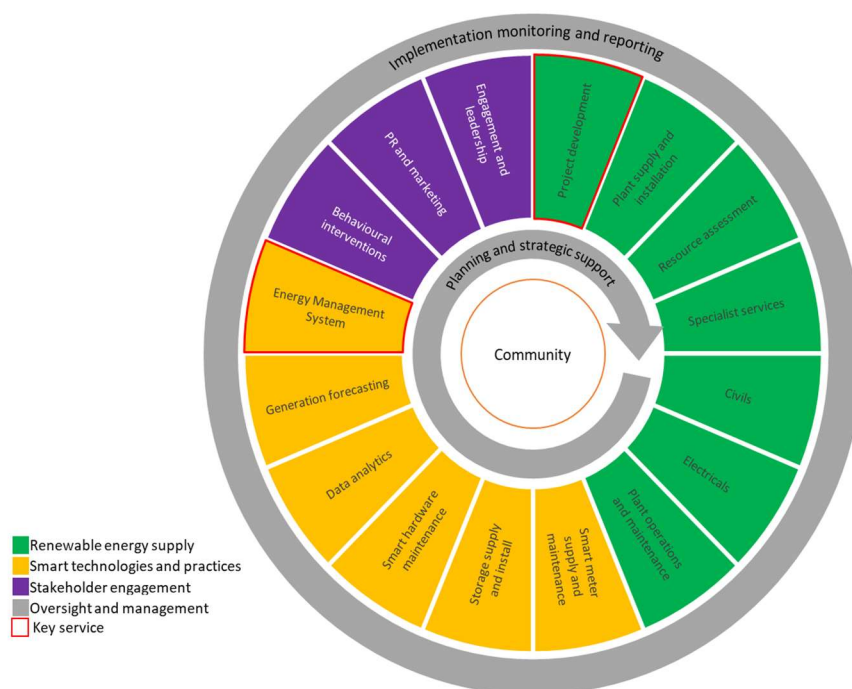 Implementation monitoring and reporting
Engagement and
leadership
Project development
Plant supply and
installation
Resource assessment
Specialist services
Civils
Electricals
Plant operations
and maintenance
Smart meter
supply and
maintenance
Storage supply
and install
Smart hardware
maintenance
Data analytics
Generation forecasting
Energy Management
System
Behavioural
interventions
PR and marketing
Planning and strategic support
Community
Renewable energy supply
Smart technologies and practices
Stakeholder engagement
Oversight and management
Key service